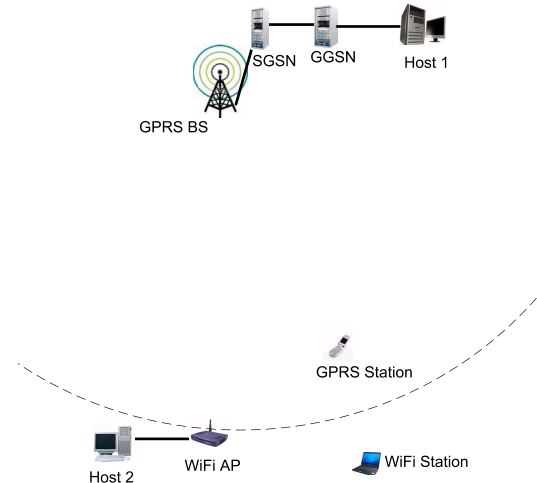 SGSN
GGSN
Host 1
GPRS BS
GPRS Station
WiFi AP
WiFi Station
Host 2